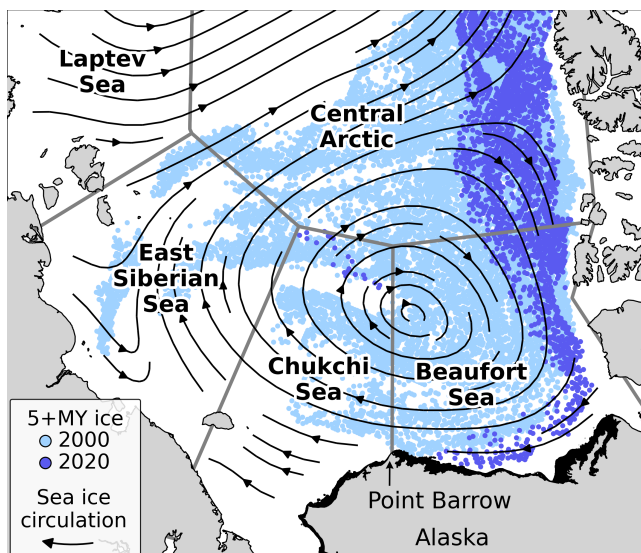 Laptev
Sea
Central
Arctic
East
Siberian
Sea
Chukchi
Sea
Beaufort
Sea
5+MY ice
2000
2020
Sea ice
circulation
Point Barrow
Alaska